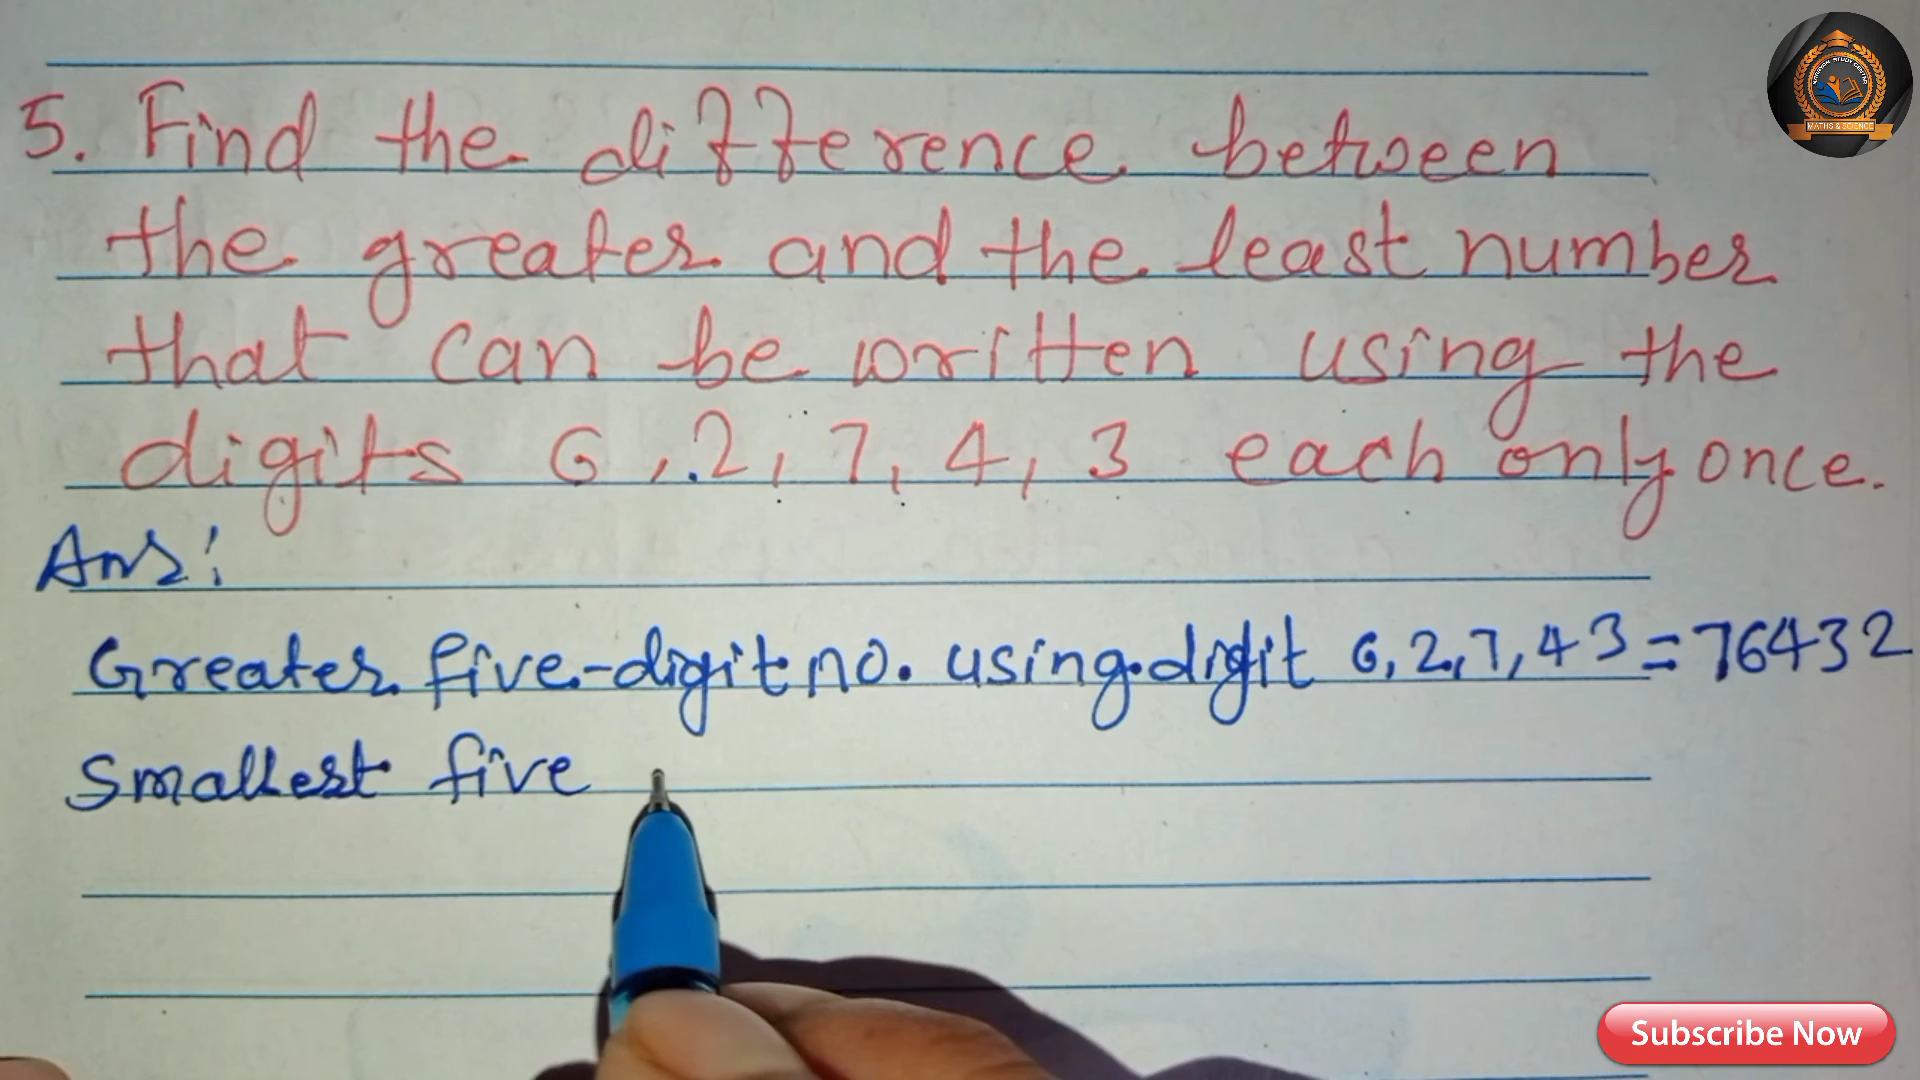 5. Find the difference between
the greater and the least number
that can be written using the
digits 6, 2, 7, 4, 3 each only once.
Ans:
Greater five-digit no. using digit 6, 2, 7, 4 3 = 76432
Smallest five
MATHS & SCIENCE
Subscribe Now